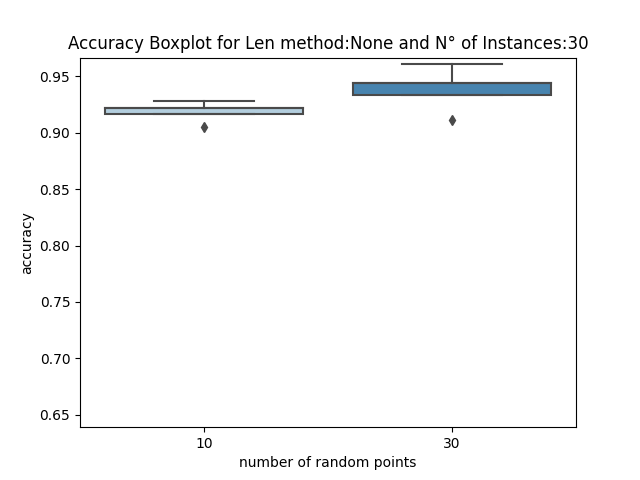 Accuracy Boxplot for Len method:None and N° of Instances:30
0.95
0.90
0.85
0.80
0.75
0.70
0.65
accuracy
10 30
number of random points